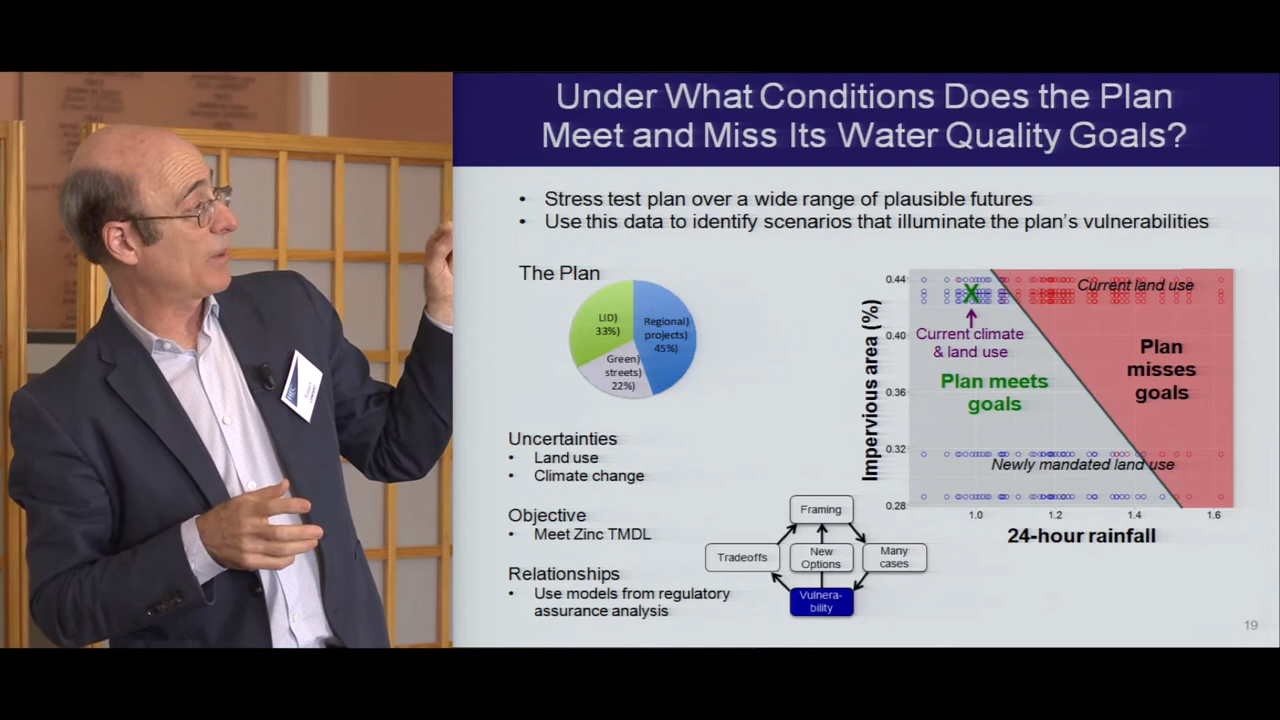 Under What Conditions Does the Plan
Meet and Miss Its Water Quality Goals?
• Stress test plan over a wide range of plausible futures
• Use this data to identify scenarios that illuminate the plan's vulnerabilities
The Plan
LID)
33%)
Regional)
projects)
45%)
Green)
streets)
22%)
Uncertainties
• Land use
• Climate change
Objective
• Meet Zinc TMDL
Relationships
• Use models from regulatory
assurance analysis
Framing
Tradeoffs
New
Options
Many
cases
Vulnera-
bility
Impervious area (%)
0.44
0.40
0.36
0.32
0.28
Current land use
X
Current climate
& land use
Plan meets
goals
Plan
misses
goals
Newly mandated land use
1.0
1.2
1.4
1.6
24-hour rainfall
19